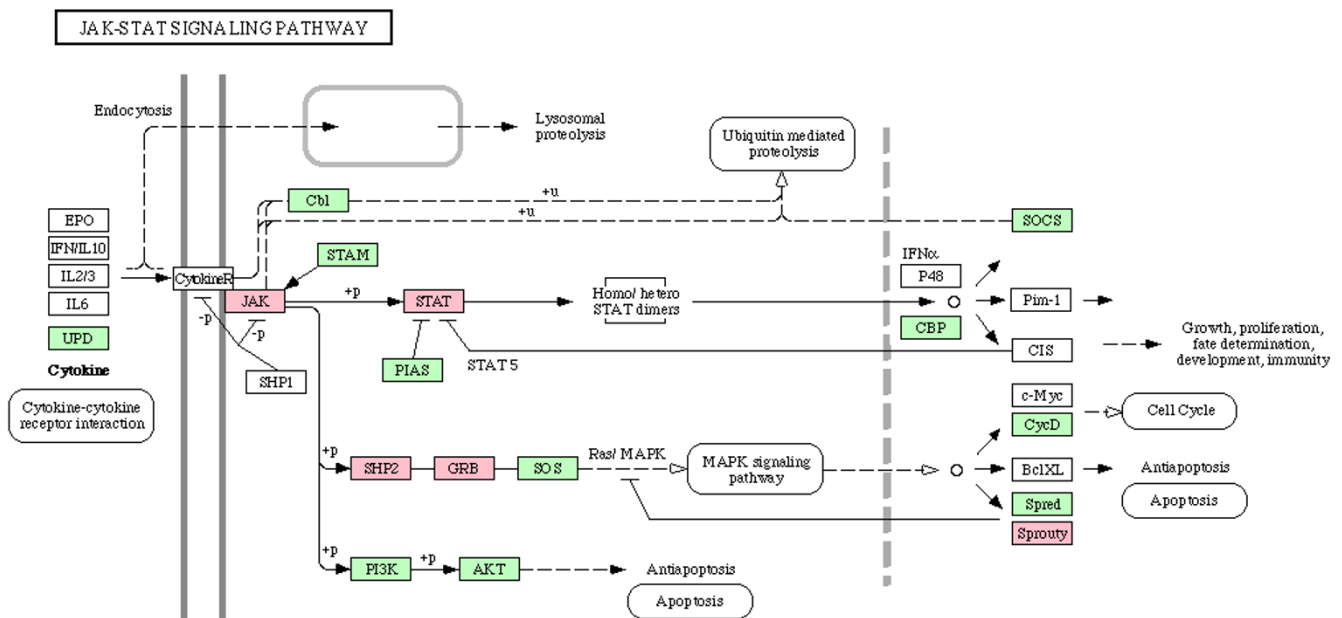 JAK-STAT SIGNALING PATHWAY
Endocytosis
Lysosomal
proteolysis
Ubiquitin mediated
proteolysis
Cbl
+u
+u
EPO
IFN/IL10
IL2/3
IL6
UPD
Cytokine
Cytokine-cytokine
receptor interaction
CytokineR
STAM
JAK
+p
STAT
Homo/ hetero
STAT dimers
SOCS
IFNα
P48
CBP
Pim-1
CIS
Growth, proliferation,
fate determination,
development, immunity
-p
-p
SHP1
PIAS
STAT 5
c-Myc
CycD
Cell Cycle
+p
SHP2
GRB
SOS
Ras/ MAPK
MAPK signaling
pathway
BclXL
Antiapoptosis
Spred
Apoptosis
Sprouty
+p
PI3K
+p
AKT
Antiapoptosis
Apoptosis